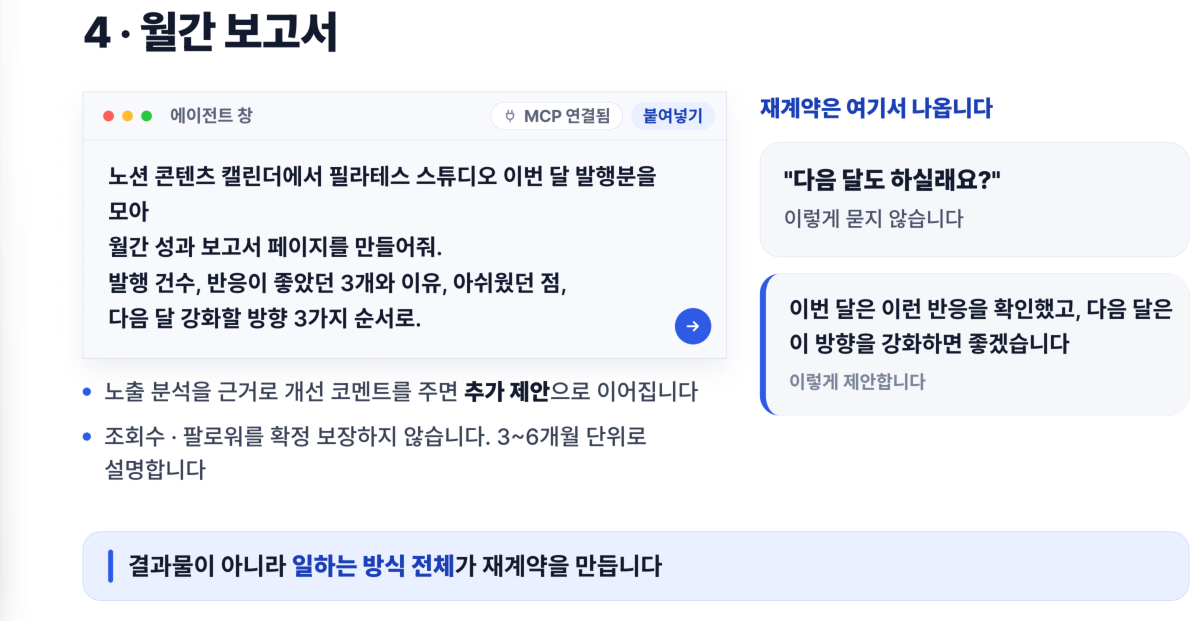 4 · 월간 보고서
에이전트 창
MCP 연결됨
붙여넣기
노션 콘텐츠 캘린더에서 필라테스 스튜디오 이번 달 발행분을
모아
월간 성과 보고서 페이지를 만들어줘.
발행 건수, 반응이 좋았던 3개와 이유, 아쉬웠던 점,
다음 달 강화할 방향 3가지 순서로.
노출 분석을 근거로 개선 코멘트를 주면 추가 제안으로 이어집니다
조회수 · 팔로워를 확정 보장하지 않습니다. 3~6개월 단위로
설명합니다
재계약은 여기서 나옵니다
"다음 달도 하실래요?"
이렇게 묻지 않습니다
이번 달은 이런 반응을 확인했고, 다음 달은
이 방향을 강화하면 좋겠습니다
이렇게 제안합니다
결과물이 아니라 일하는 방식 전체가 재계약을 만듭니다